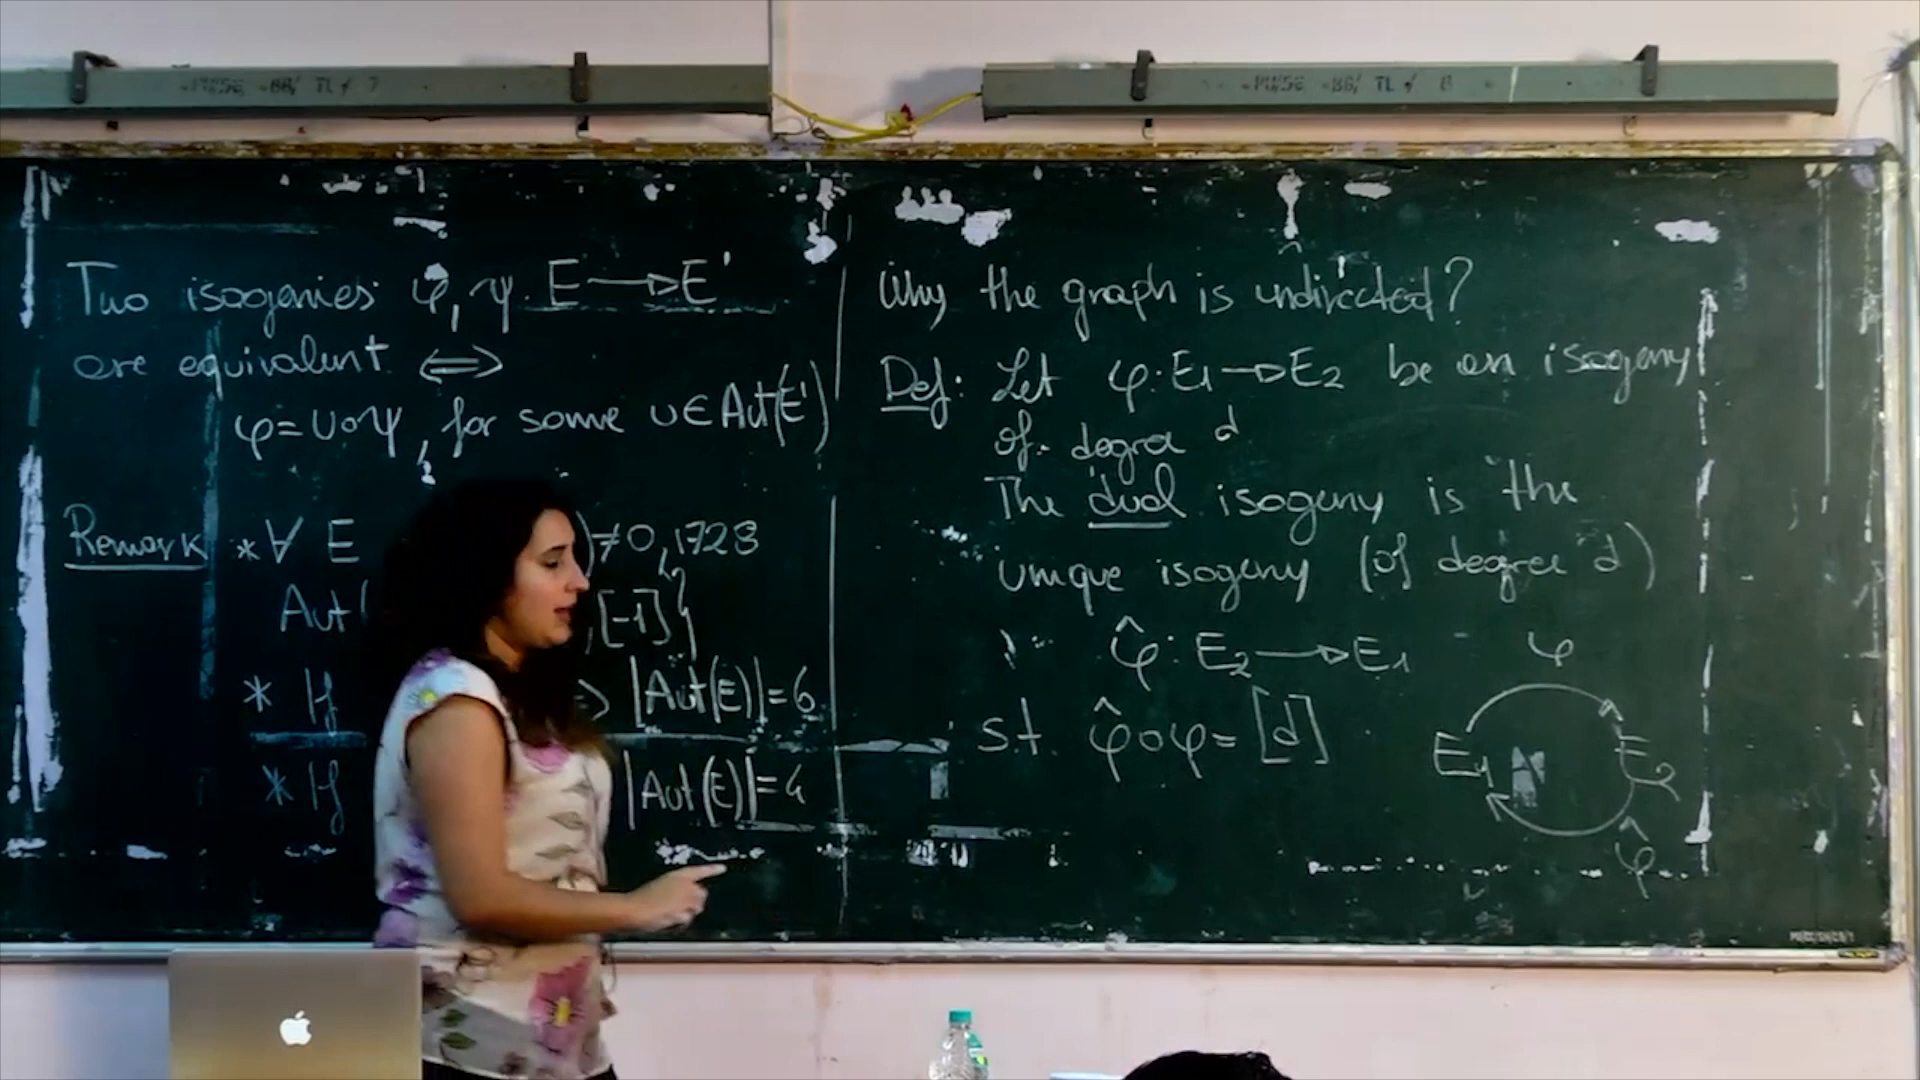 Two isogenies φ, ψ: E → E'
are equivalent ⟺
φ = u∘ψ, for some u ∈ Aut(E')
Remark * ∀ E ) ≠ 0, 1728
Aut( , [-1]}
* If => |Aut(E)| = 6
* If |Aut(E)| = 4
Why the graph is undirected?
Def: Let φ: E₁ → E₂ be an isogeny
of degree d
The dual isogeny is the
unique isogeny (of degree d)
φ̂: E₂ → E₁
s.t. φ̂∘φ = [d]
φ
E₁ E₂
φ̂